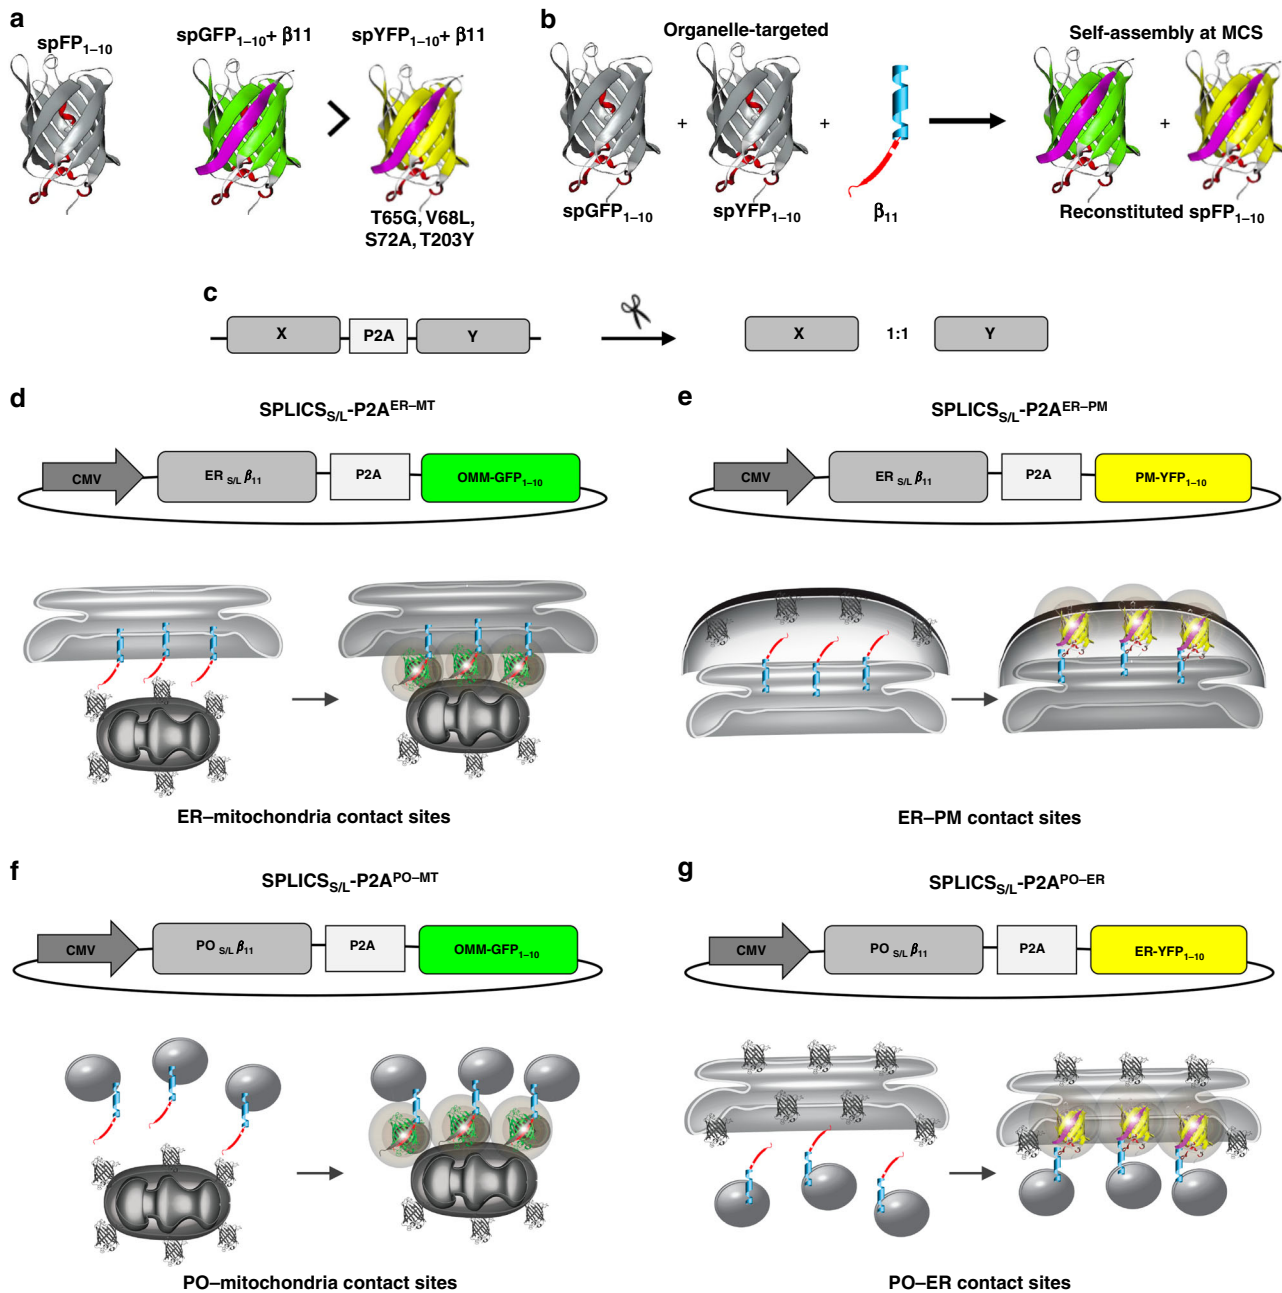 a
spFP1–10
spGFP1–10+ β11
spYFP1–10+ β11
>
T65G, V68L,
S72A, T203Y
b
Organelle-targeted
Self-assembly at MCS
+
+
+
spGFP1–10
spYFP1–10
β11
Reconstituted spFP1–10
c
X
P2A
Y
X
1:1
Y
d
SPLICSS/L-P2AER–MT
CMV
ER S/L β11
P2A
OMM-GFP1–10
ER–mitochondria contact sites
e
SPLICSS/L-P2AER–PM
CMV
ER S/L β11
P2A
PM-YFP1–10
ER–PM contact sites
f
SPLICSS/L-P2APO–MT
CMV
PO S/L β11
P2A
OMM-GFP1–10
PO–mitochondria contact sites
g
SPLICSS/L-P2APO–ER
CMV
PO S/L β11
P2A
ER-YFP1–10
PO–ER contact sites